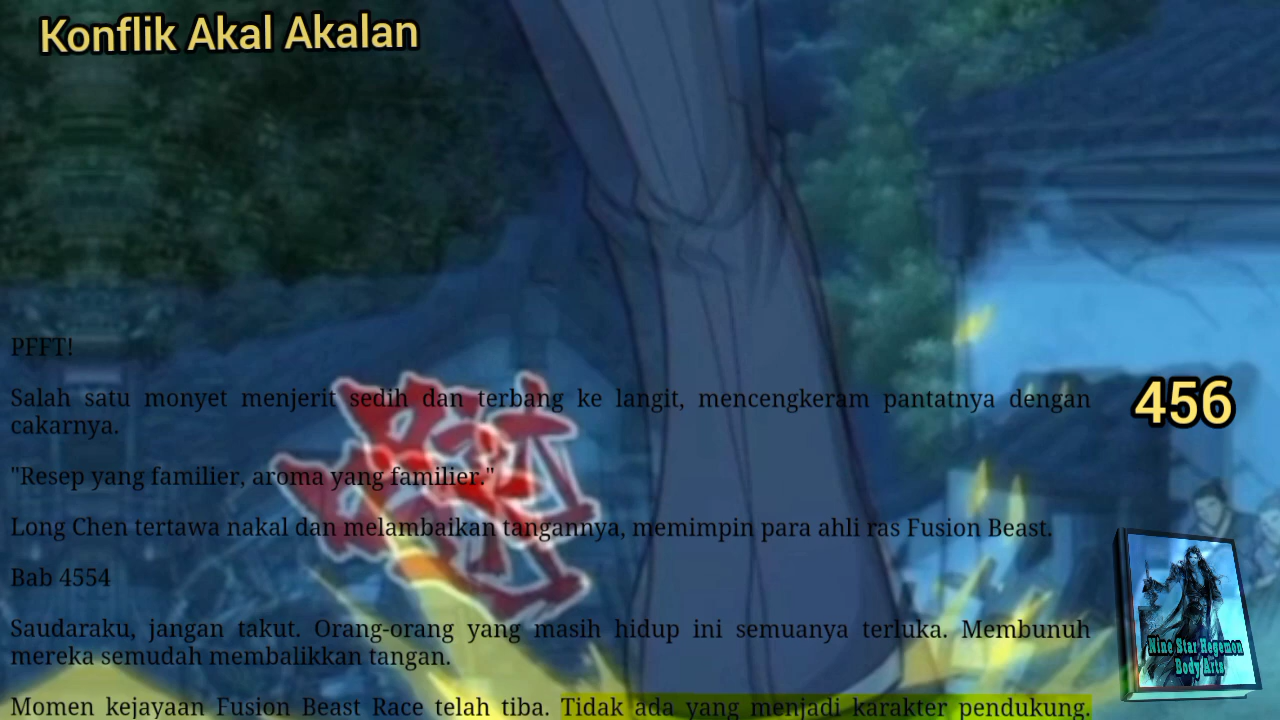 Konflik Akal Akalan
PFFT!
Salah satu monyet menjerit sedih dan terbang ke langit, mencengkeram pantatnya dengan
cakarnya.
"Resep yang familier, aroma yang familier."
456
Long Chen tertawa nakal dan melambaikan tangannya, memimpin para ahli ras Fusion Beast.
Bab 4554
Saudaraku, jangan takut. Orang-orang yang masih hidup ini semuanya terluka. Membunuh
mereka semudah membalikkan tangan.
Nine Star Hegemon
Body Arts
Momen kejayaan Fusion Beast Race telah tiba. Tidak ada yang menjadi karakter pendukung.